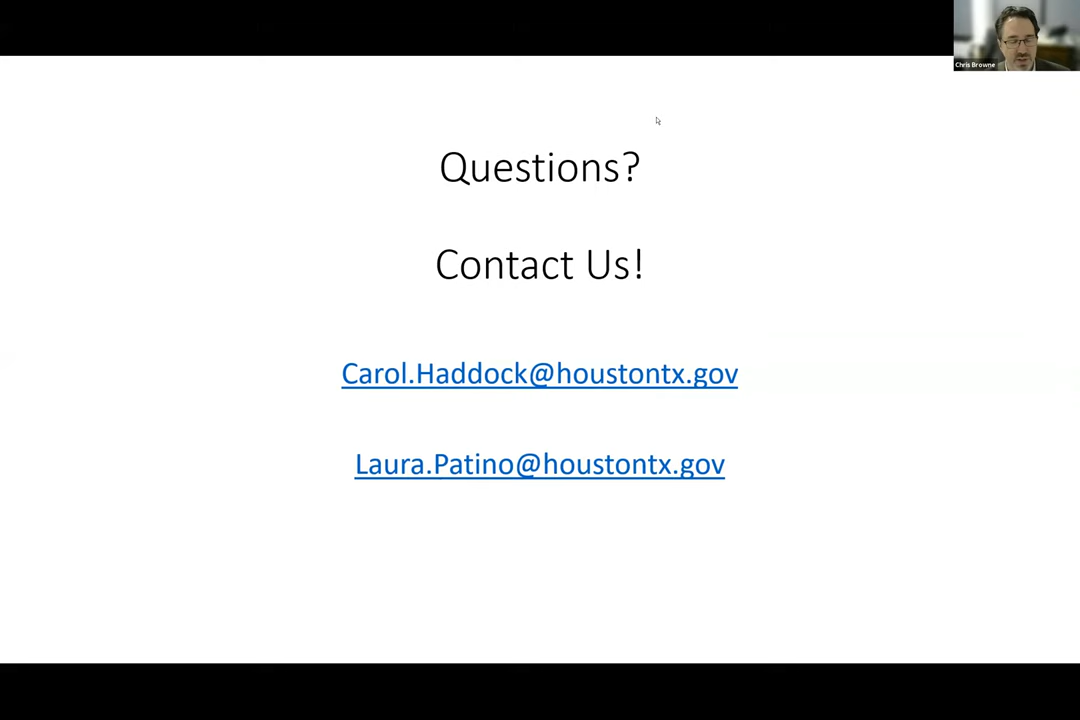 Chris Browne
Questions?
Contact Us!
Carol.Haddock@houstontx.gov
Laura.Patino@houstontx.gov